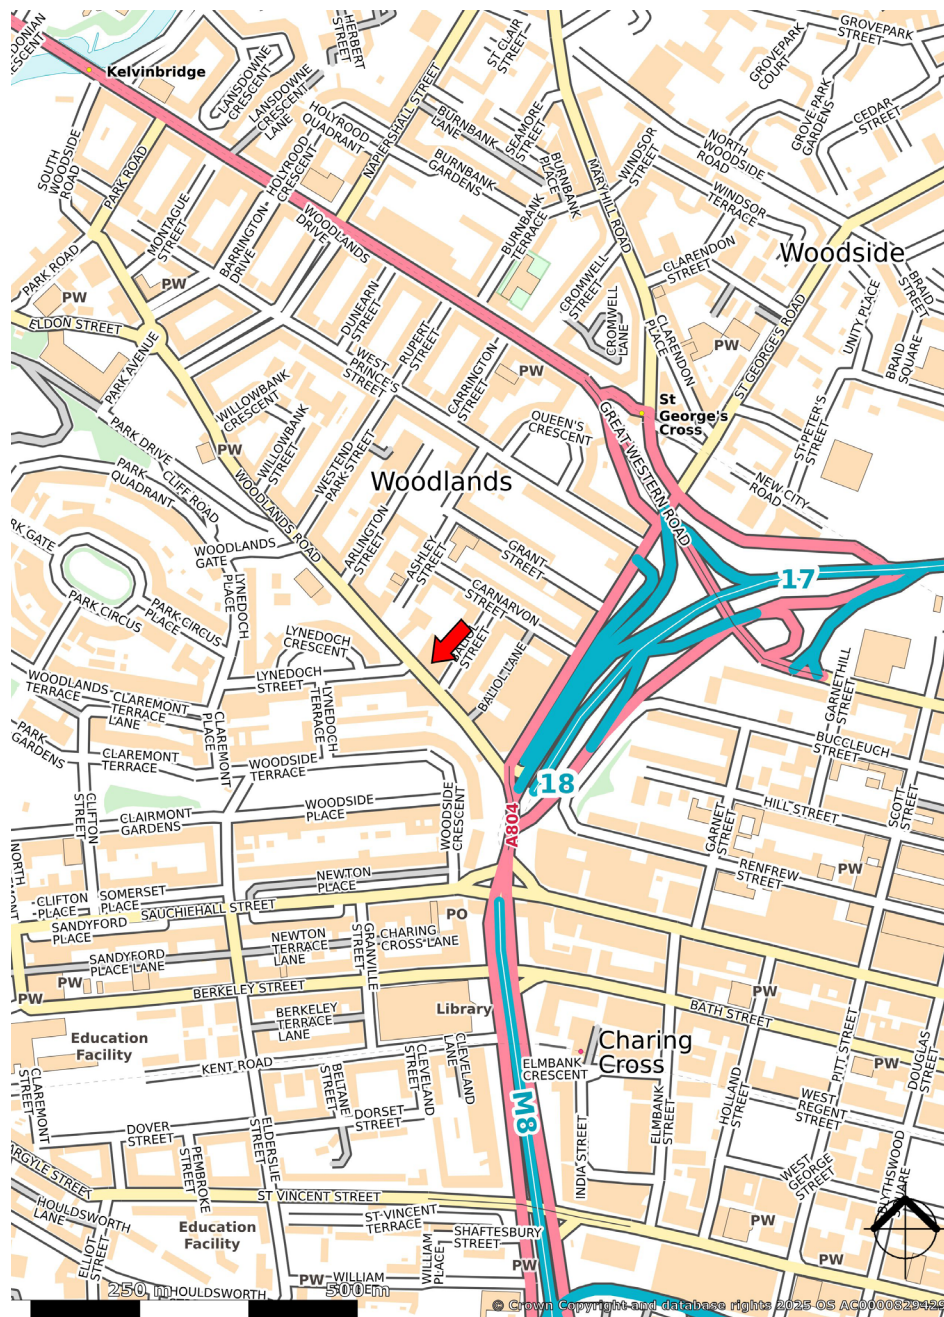 DONIAN
CRESCENT
HERBERT
STREET
ST CLAIR
STREET
GROVEPARK
STREET
GROVEPARK
COURT
Kelvinbridge
LANSDOWNE
CRESCENT
LANSDOWNE
CRESCENT
LANE
HOLYROOD
QUADRANT
NAPIERSHALL STREET
BURNBANK
LANE
SEAMORE
STREET
GROVE PARK
GARDENS
CEDAR
STREET
SOUTH
WOODSIDE
ROAD
PARK ROAD
HOLYROOD
CRESCENT
BURNBANK
GARDENS
BURNBANK
PLACE
MARYHILL ROAD
WINDSOR
STREET
NORTH
WOODSIDE
ROAD
WINDSOR
TERRACE
MONTAGUE
STREET
BARRINGTON
DRIVE
WOODLANDS
DRIVE
BURNBANK
TERRACE
CLARENDON
STREET
Woodside
PARK ROAD
PW
PW
CROMWELL
STREET
CROMWELL
LANE
BRAID
STREET
ELDON STREET
DUNEARN
STREET
RUPERT
STREET
CLARENDON
PLACE
PW
ST GEORGE'S ROAD
UNITY PLACE
BRAID
SQUARE
PARK AVENUE
WEST
PRINCE'S
STREET
CARRINGTON
STREET
PW
WILLOWBANK
CRESCENT
St
George's
Cross
PARK DRIVE
PW
WILLOWBANK
STREET
WESTEND
PARK STREET
QUEEN'S
CRESCENT
GREAT WESTERN ROAD
ST PETER'S
STREET
PARK
QUADRANT
CLIFF ROAD
WOODLANDS ROAD
Woodlands
NEW CITY
ROAD
RK GATE
WOODLANDS
GATE
ARLINGTON
STREET
ASHLEY
STREET
GRANT
STREET
17
PARK CIRCUS
PARK CIRCUS
PLACE
LYNEDOCH
PLACE
CARNARVON
STREET
LYNEDOCH
CRESCENT
BALIOL
STREET
BALIOL LANE
LYNEDOCH
STREET
WOODLANDS
TERRACE
CLAREMONT
TERRACE
LANE
LYNEDOCH
TERRACE
GARNETHILL
STREET
PARK
GARDENS
CLAREMONT
PLACE
CLAREMONT
TERRACE
WOODSIDE
TERRACE
BUCCLEUCH
STREET
18
CLIFTON
STREET
CLAIRMONT
GARDENS
WOODSIDE
PLACE
WOODSIDE
CRESCENT
A804
HILL STREET
GARNET
STREET
SCOTT
STREET
NORTH
MONT
NEWTON
PLACE
RENFREW
STREET
PW
CLIFTON
PLACE
SOMERSET
PLACE
SAUCHIEHALL STREET
SANDYFORD
PLACE
PO
SANDYFORD
PLACE LANE
NEWTON
TERRACE
LANE
GRANVILLE
STREET
CHARING
CROSS LANE
PW
PW
BERKELEY STREET
PW
BERKELEY
TERRACE
LANE
Library
BATH STREET
Education
Facility
KENT ROAD
BELTANE
STREET
CLEVELAND
STREET
CLEVELAND
LANE
Charing
Cross
ELMBANK
CRESCENT
PITT STREET
PW
DOUGLAS
STREET
CLAREMONT
STREET
M8
ELMBANK
STREET
HOLLAND
STREET
WEST
REGENT
STREET
DORSET
STREET
DOVER
STREET
PEMBROKE
STREET
ELDERSLIE
STREET
INDIA STREET
WEST
GEORGE
STREET
BLYTHSWOOD
SQUARE
ARGYLE STREET
ST VINCENT STREET
HOULDSWORTH
LANE
ELLIOT
STREET
Education
Facility
ST VINCENT
TERRACE
WILLIAM
PLACE
SHAFTESBURY
STREET
PW
PW
PW
PW
WILLIAM
HOULDSWORTH
250 m
500 m
© Crown Copyright and database rights 2025 OS AC0000829429